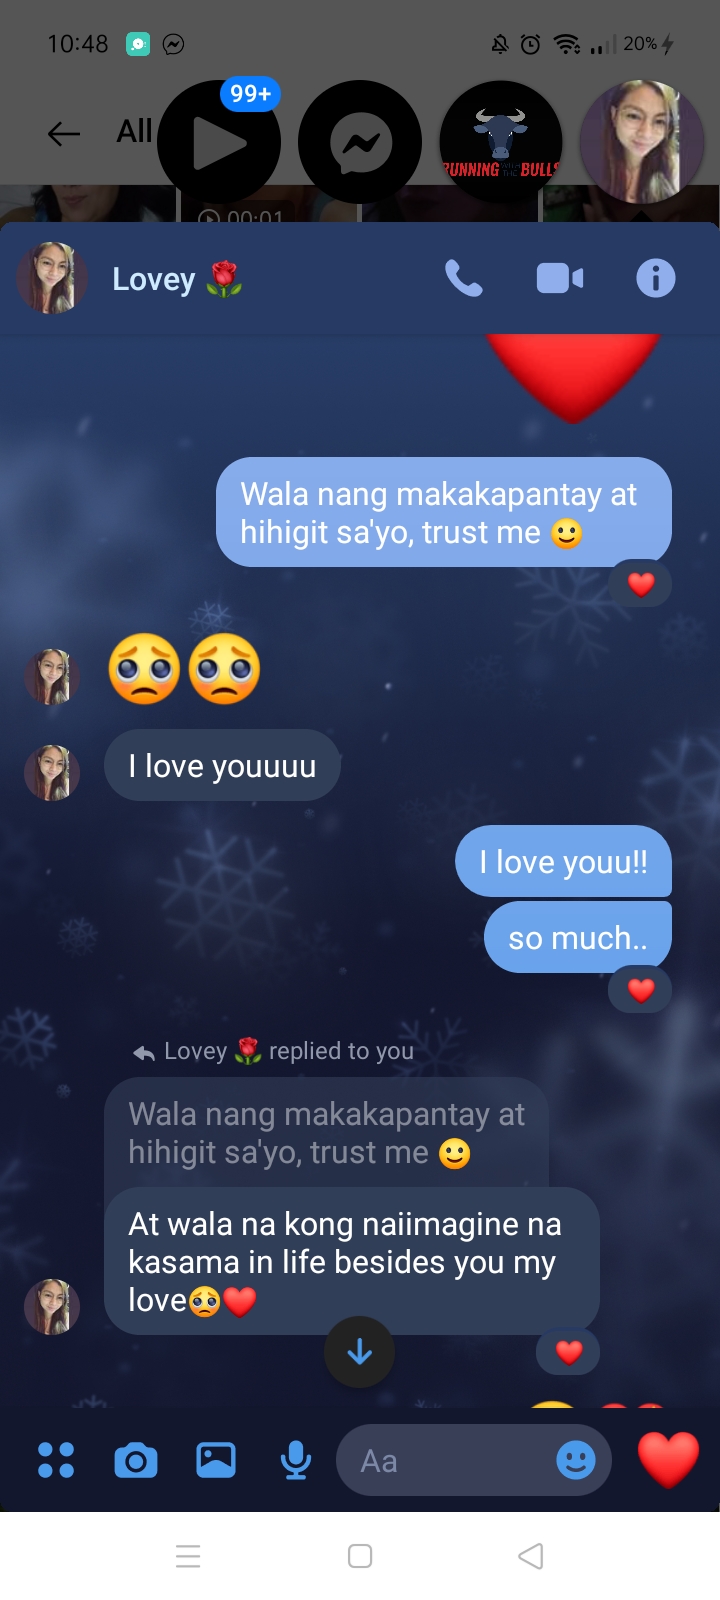 10:48
20%
All
99+
RUNNING WITH THE BULLS
00:01
Lovey 🌹
Wala nang makakapantay at
hihigit sa'yo, trust me 🙂
❤️
🥺🥺
I love youuuu
I love youu!!
so much..
❤️
Lovey 🌹 replied to you
Wala nang makakapantay at
hihigit sa'yo, trust me 🙂
At wala na kong naiimagine na
kasama in life besides you my
love🥺❤️
❤️
Aa